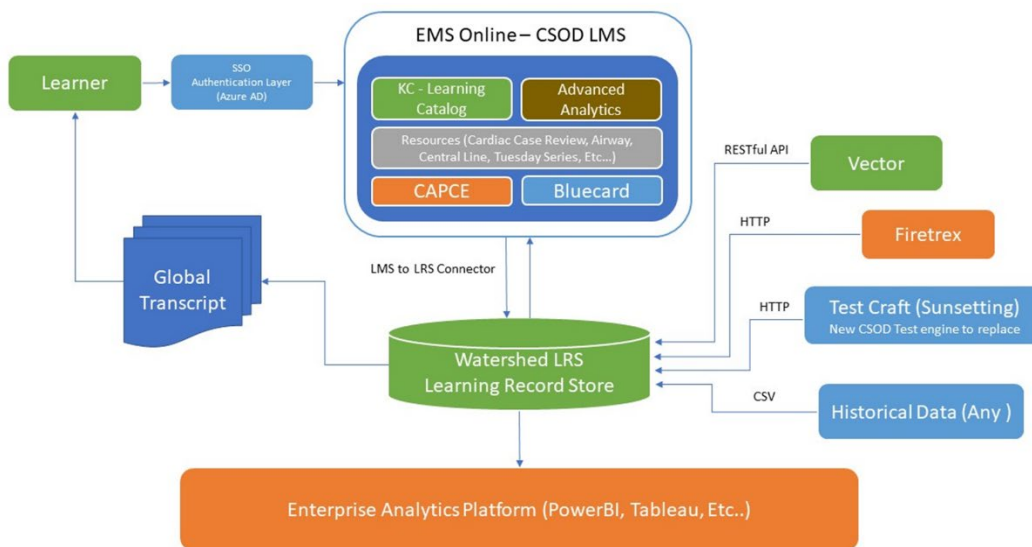 EMS Online – CSOD LMS
Learner
SSO
Authentication Layer
(Azure AD)
KC - Learning
Catalog
Advanced
Analytics
Resources (Cardiac Case Review, Airway,
Central Line, Tuesday Series, Etc...)
CAPCE
Bluecard
RESTful API
Vector
HTTP
Firetrex
LMS to LRS Connector
Global
Transcript
HTTP
Test Craft (Sunsetting)
New CSOD Test engine to replace
Watershed LRS
Learning Record Store
CSV
Historical Data (Any )
Enterprise Analytics Platform (PowerBI, Tableau, Etc..)